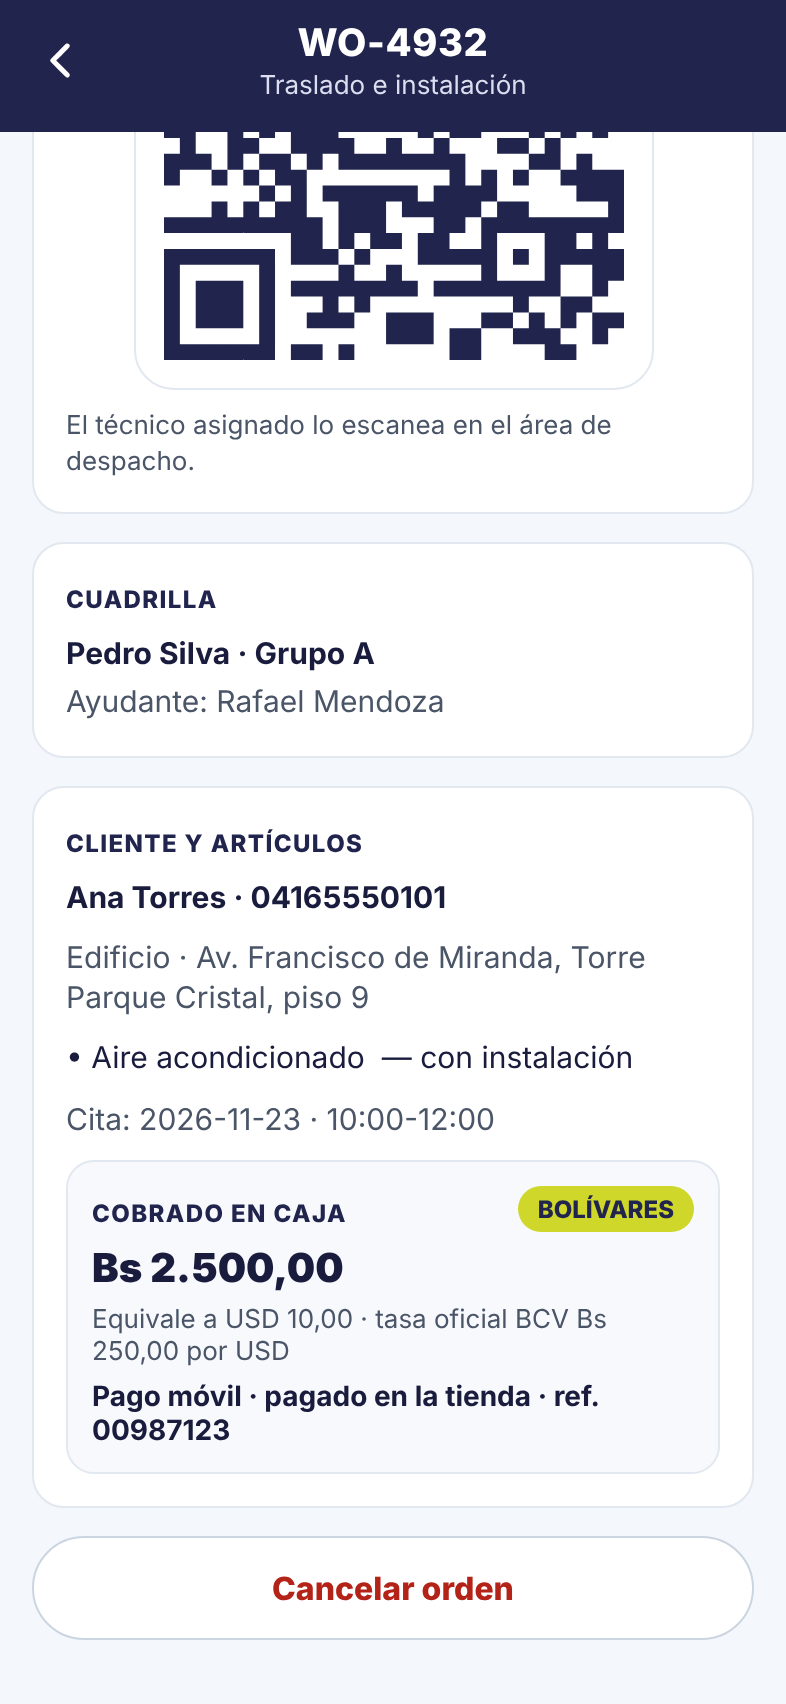 WO-4932
Traslado e instalación
El técnico asignado lo escanea en el área de
despacho.
CUADRILLA
Pedro Silva · Grupo A
Ayudante: Rafael Mendoza
CLIENTE Y ARTÍCULOS
Ana Torres · 04165550101
Edificio · Av. Francisco de Miranda, Torre
Parque Cristal, piso 9
• Aire acondicionado — con instalación
Cita: 2026-11-23 · 10:00-12:00
COBRADO EN CAJA
BOLÍVARES
Bs 2.500,00
Equivale a USD 10,00 · tasa oficial BCV Bs
250,00 por USD
Pago móvil · pagado en la tienda · ref.
00987123
Cancelar orden